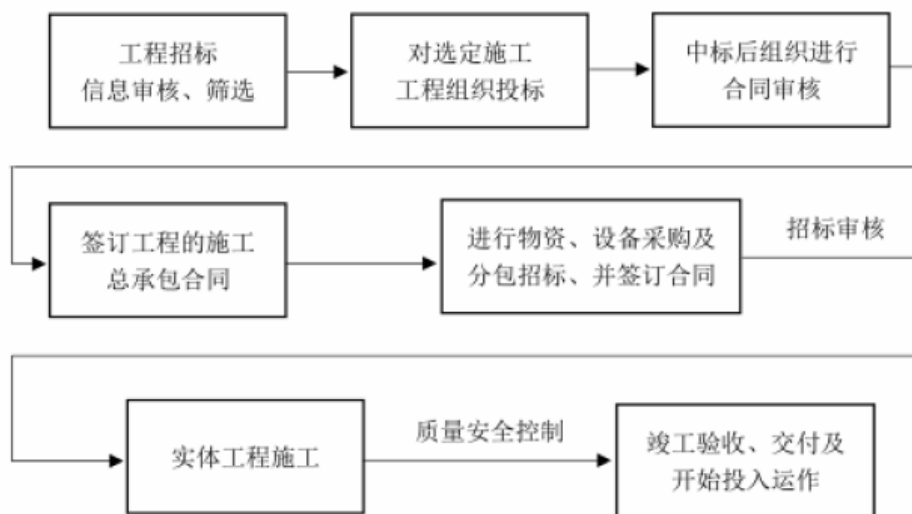 工程招标
信息审核、筛选
对选定施工
工程组织投标
中标后组织进行
合同审核
签订工程的施工
总承包合同
进行物资、设备采购及
分包招标、并签订合同
招标审核
实体工程施工
质量安全控制
竣工验收、交付及
开始投入运作